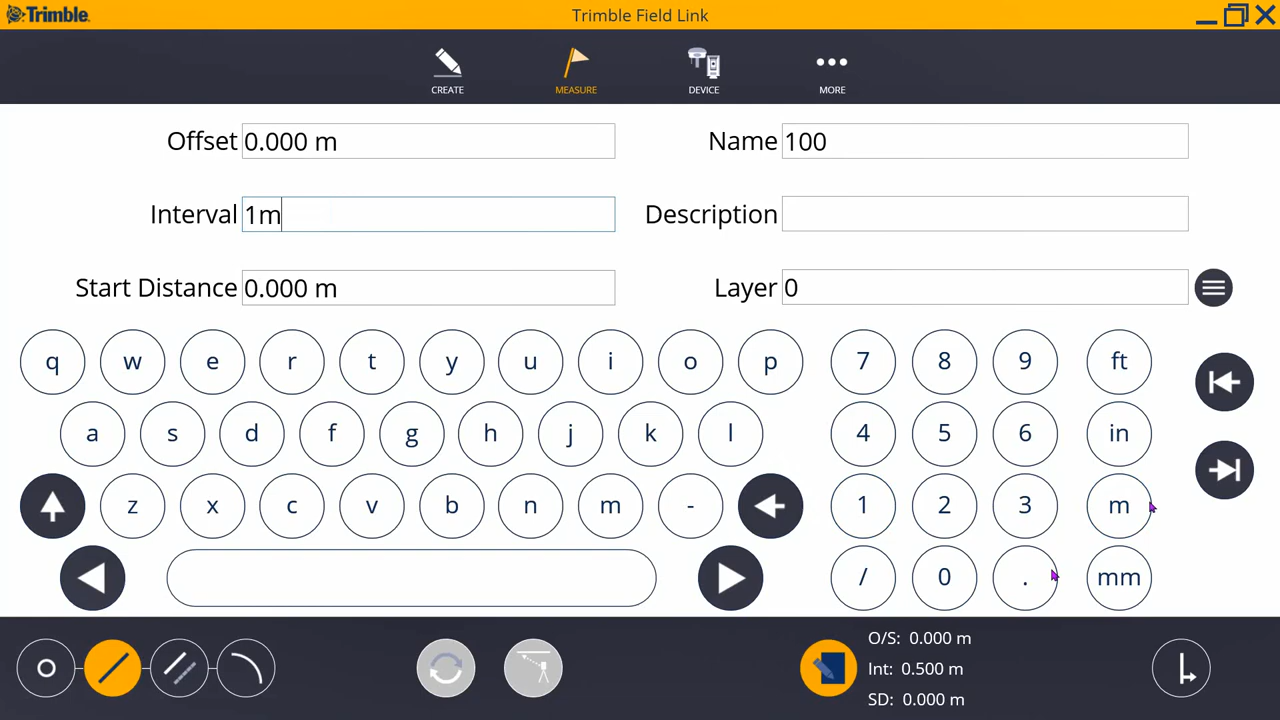 Trimble
Trimble Field Link
CREATE
MEASURE
DEVICE
MORE
Offset 0.000 m
Name 100
Interval 1m
Description
Start Distance 0.000 m
Layer 0
q w e r t y u i o p 7 8 9 ft
a s d f g h j k l 4 5 6 in
z x c v b n m - 1 2 3 m
/ 0 . mm
O/S: 0.000 m
Int: 0.500 m
SD: 0.000 m